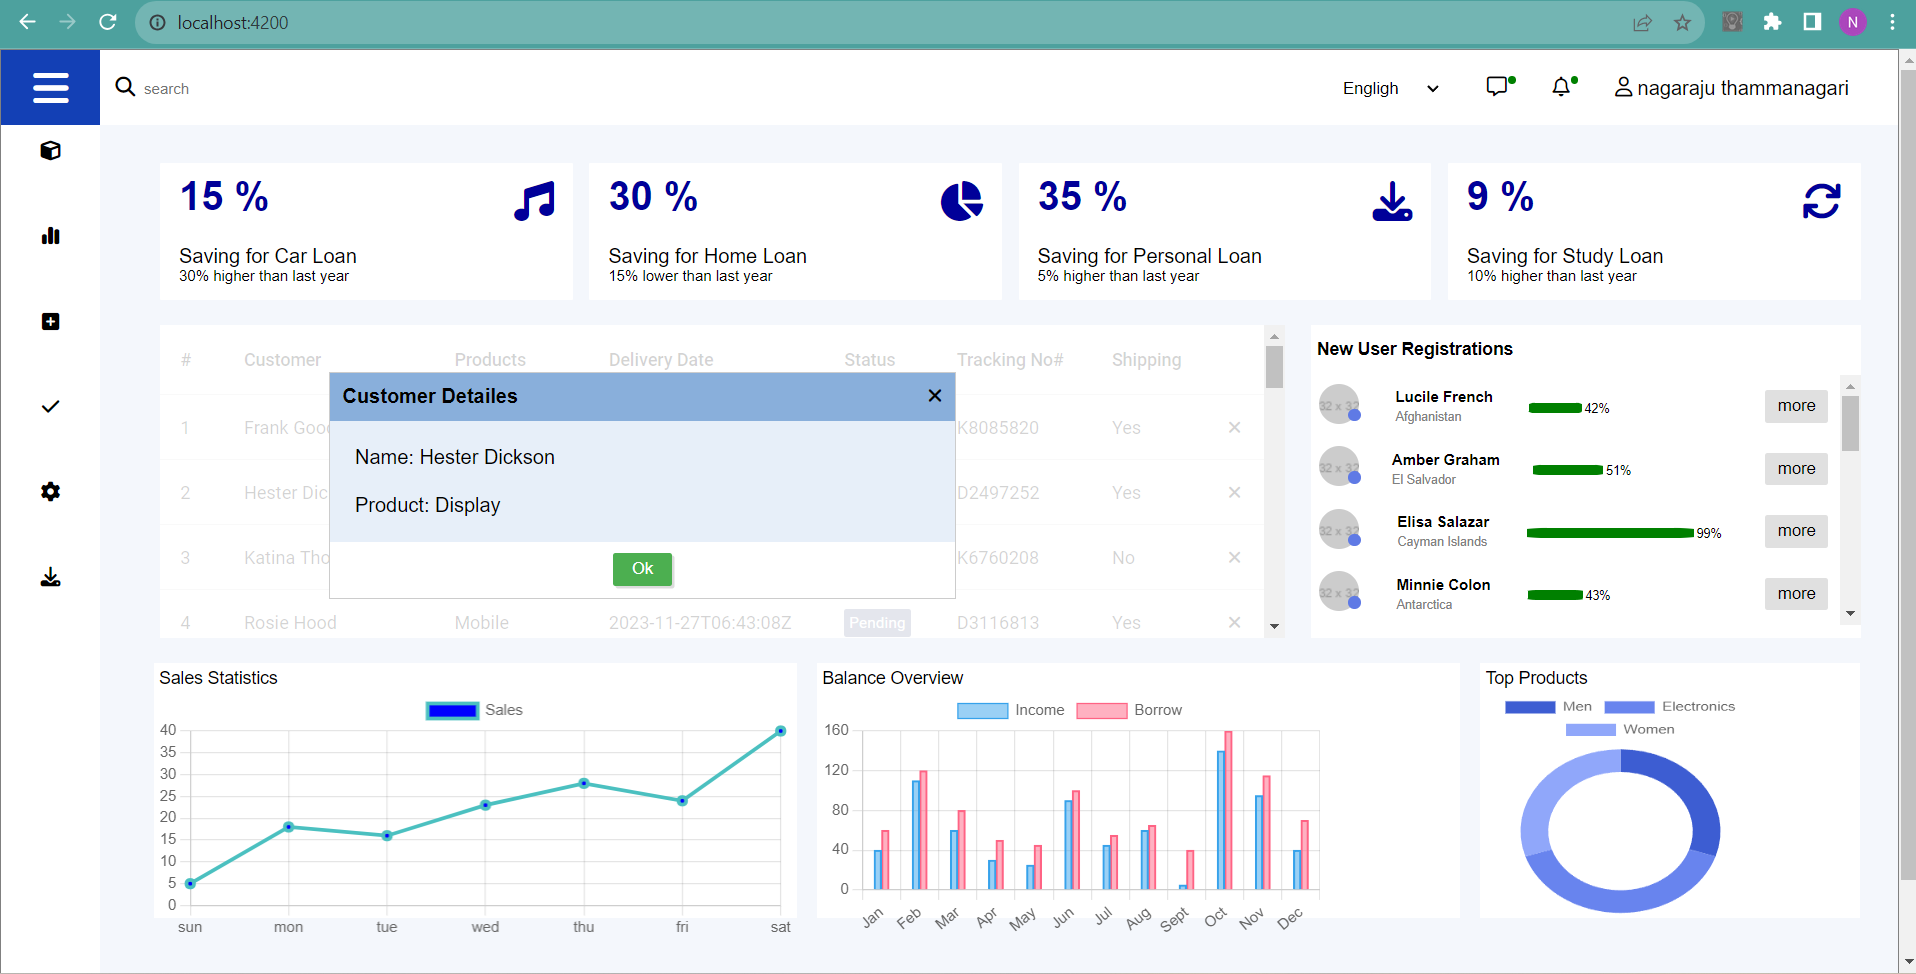 localhost:4200
N
search
English
nagaraju thammanagari
15 %
Saving for Car Loan
30% higher than last year
30 %
Saving for Home Loan
15% lower than last year
35 %
Saving for Personal Loan
5% higher than last year
9 %
Saving for Study Loan
10% higher than last year
# Customer Products Delivery Date Status Tracking No# Shipping
Customer Detailes ×
Name: Hester Dickson
Product: Display
Ok
1 Frank Goo K8085820 Yes ×
2 Hester Dic D2497252 Yes ×
3 Katina Tho K6760208 No ×
4 Rosie Hood Mobile 2023-11-27T06:43:08Z Pending D3116813 Yes ×
New User Registrations
32 x 32 Lucile French 42% more
Afghanistan
32 x 32 Amber Graham 51% more
El Salvador
32 x 32 Elisa Salazar 99% more
Cayman Islands
32 x 32 Minnie Colon 43% more
Antarctica
Sales Statistics
Sales
40
35
30
25
20
15
10
5
0
sun mon tue wed thu fri sat
Balance Overview
Income Borrow
160
120
80
40
0
Jan Feb Mar Apr May Jun Jul Aug Sept Oct Nov Dec
Top Products
Men Electronics
Women